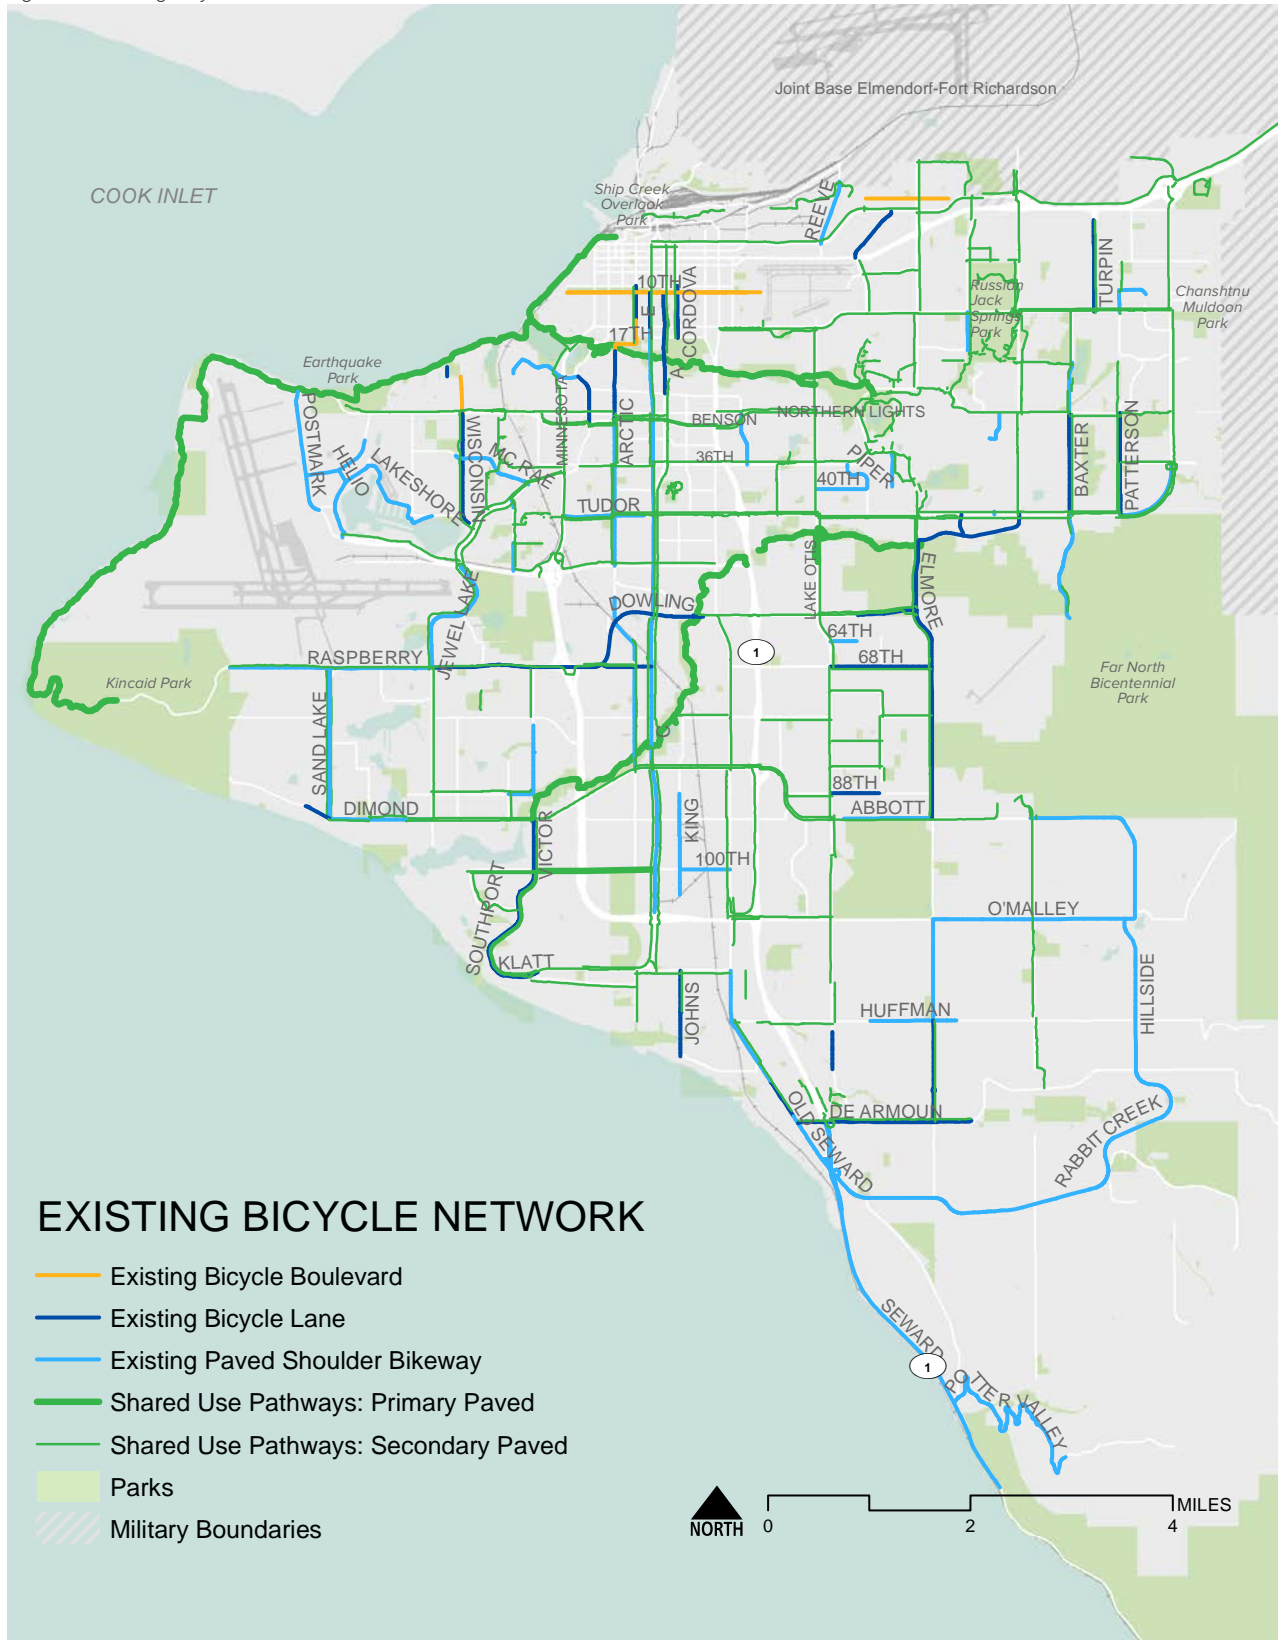 Joint Base Elmendorf-Fort Richardson
COOK INLET
Ship Creek
Overlook
Park
REEVE
10TH
E
A
CORDOVA
17TH
TURPIN
Russian
Jack
Springs
Park
Chanshtnu
Muldoon
Park
Earthquake
Park
POSTMARK
HELIO
LAKESHORE
WISCONSIN
MC RAE
MINNESOTA
ARCTIC
BENSON
NORTHERN LIGHTS
36TH
PIPER
40TH
BAXTER
PATTERSON
TUDOR
LAKE OTIS
ELMORE
JEWEL LAKE
DOWLING
64TH
68TH
1
RASPBERRY
Kincaid Park
Far North
Bicentennial
Park
SAND LAKE
C
DIMOND
88TH
ABBOTT
KING
VICTOR
100TH
SOUTHPORT
KLATT
O'MALLEY
HILLSIDE
JOHNS
HUFFMAN
OLD SEWARD
DE ARMOUN
RABBIT CREEK
SEWARD
1
POTTER VALLEY
EXISTING BICYCLE NETWORK
Existing Bicycle Boulevard
Existing Bicycle Lane
Existing Paved Shoulder Bikeway
Shared Use Pathways: Primary Paved
Shared Use Pathways: Secondary Paved
Parks
Military Boundaries
NORTH
0 2 4
MILES